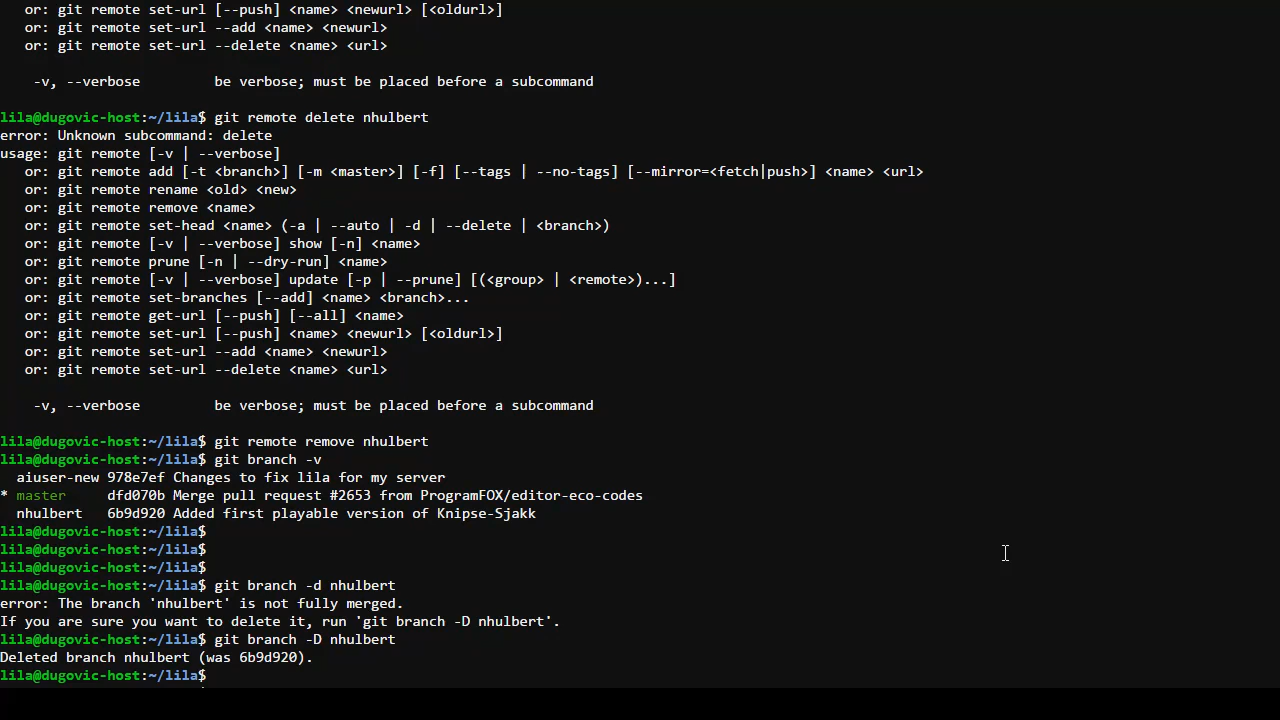 or: git remote set-url [--push] <name> <newurl> [<oldurl>]
or: git remote set-url --add <name> <newurl>
or: git remote set-url --delete <name> <url>
-v, --verbose         be verbose; must be placed before a subcommand
lila@dugovic-host:~/lila$ git remote delete nhulbert
error: Unknown subcommand: delete
usage: git remote [-v | --verbose]
or: git remote add [-t <branch>] [-m <master>] [-f] [--tags | --no-tags] [--mirror=<fetch|push>] <name> <url>
or: git remote rename <old> <new>
or: git remote remove <name>
or: git remote set-head <name> (-a | --auto | -d | --delete | <branch>)
or: git remote [-v | --verbose] show [-n] <name>
or: git remote prune [-n | --dry-run] <name>
or: git remote [-v | --verbose] update [-p | --prune] [(<group> | <remote>)...]
or: git remote set-branches [--add] <name> <branch>...
or: git remote get-url [--push] [--all] <name>
or: git remote set-url [--push] <name> <newurl> [<oldurl>]
or: git remote set-url --add <name> <newurl>
or: git remote set-url --delete <name> <url>
-v, --verbose         be verbose; must be placed before a subcommand
lila@dugovic-host:~/lila$ git remote remove nhulbert
lila@dugovic-host:~/lila$ git branch -v
aiuser-new 978e7ef Changes to fix lila for my server
* master     dfd070b Merge pull request #2653 from ProgramFOX/editor-eco-codes
nhulbert   6b9d920 Added first playable version of Knipse-Sjakk
lila@dugovic-host:~/lila$
lila@dugovic-host:~/lila$
lila@dugovic-host:~/lila$
lila@dugovic-host:~/lila$ git branch -d nhulbert
error: The branch 'nhulbert' is not fully merged.
If you are sure you want to delete it, run 'git branch -D nhulbert'.
lila@dugovic-host:~/lila$ git branch -D nhulbert
Deleted branch nhulbert (was 6b9d920).
lila@dugovic-host:~/lila$